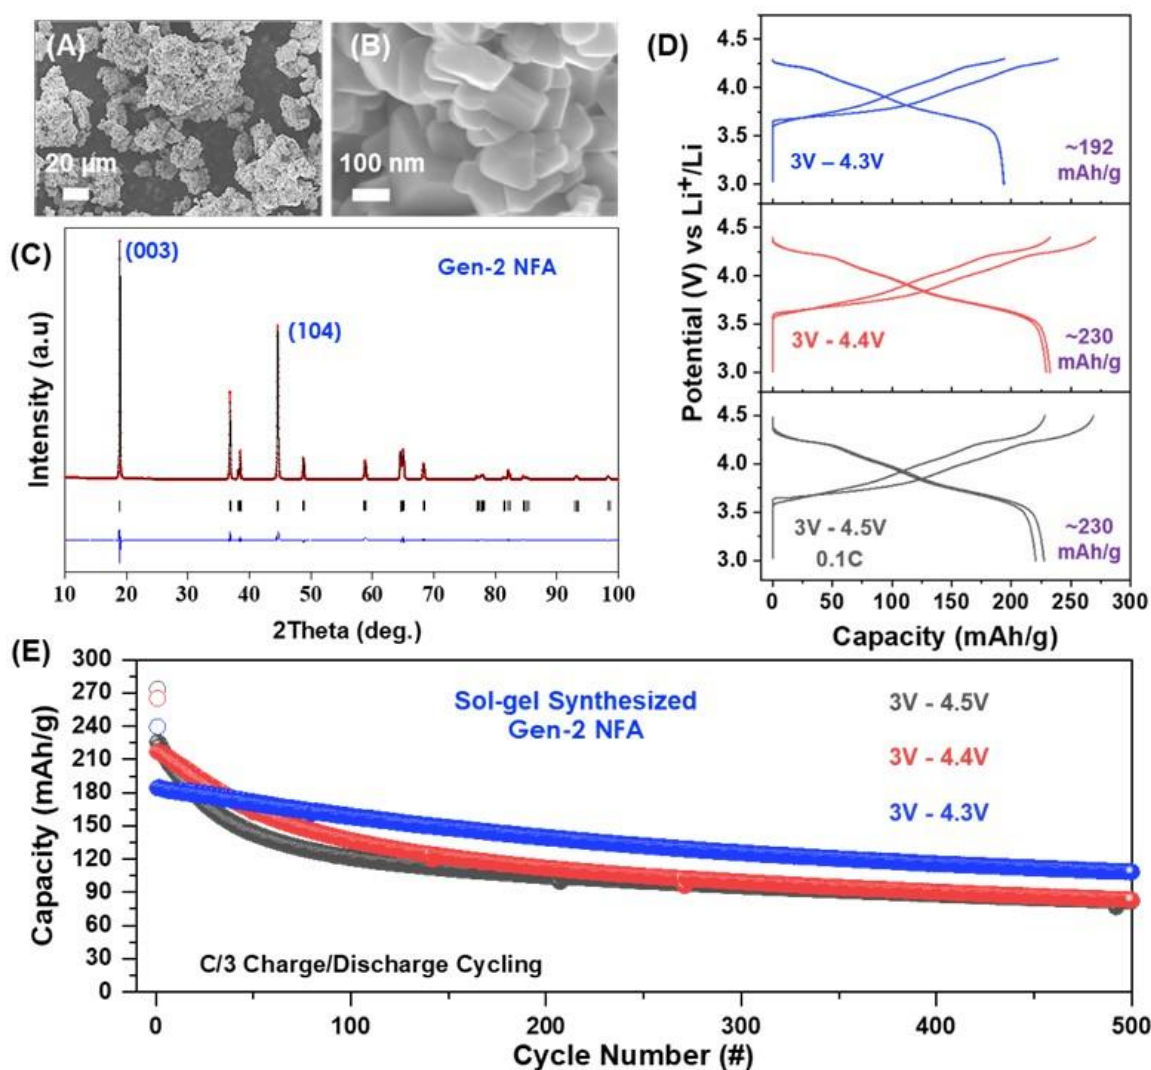 (A)
20 µm
(B)
100 nm
(C)
Intensity (a.u)
(003)
(104)
Gen-2 NFA
10 20 30 40 50 60 70 80 90 100
2Theta (deg.)
(D)
Potential (V) vs Li⁺/Li
4.5
4.0
3.5
3.0
3V – 4.3V
~192
mAh/g
4.5
4.0
3.5
3.0
3V - 4.4V
~230
mAh/g
4.5
4.0
3.5
3.0
3V - 4.5V
0.1C
~230
mAh/g
0 50 100 150 200 250 300
Capacity (mAh/g)
(E)
Capacity (mAh/g)
300
270
240
210
180
150
120
90
60
30
0
Sol-gel Synthesized
Gen-2 NFA
3V - 4.5V
3V - 4.4V
3V - 4.3V
C/3 Charge/Discharge Cycling
0 100 200 300 400 500
Cycle Number (#)